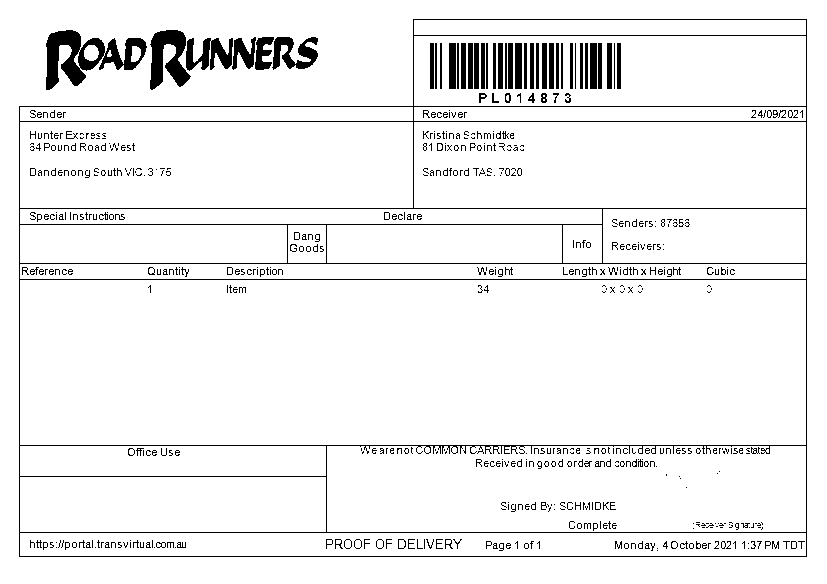 ROAD RUNNERS
PL014873
Sender
Receiver 24/09/2021
Hunter Express
64 Pound Road West
Dandenong South VIC. 3175
Kristina Schmidtke
81 Dixon Point Road
Sandford TAS. 7020
Special Instructions Declare
Dang
Goods
Info
Senders: 87656
Receivers:
Reference Quantity Description Weight Length x Width x Height Cubic
1 Item 34 0 x 0 x 0 0
Office Use
We are not COMMON CARRIERS. Insurance is not included unless otherwise stated
Received in good order and condition.
Signed By: SCHMIDKE
Complete (Receiver Signature)
https://portal.transvirtual.com.au PROOF OF DELIVERY Page 1 of 1 Monday, 4 October 2021 1:37 PM TDT